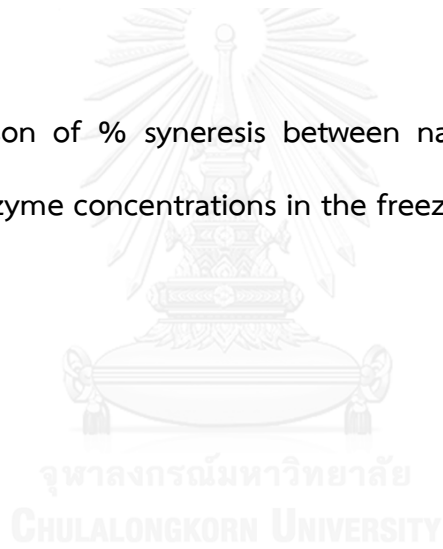 on of % syneresis between na
zyme concentrations in the freez
จุฬาลงกรณ์มหาวิทยาลัย
CHULALONGKORN UNIVERSITY